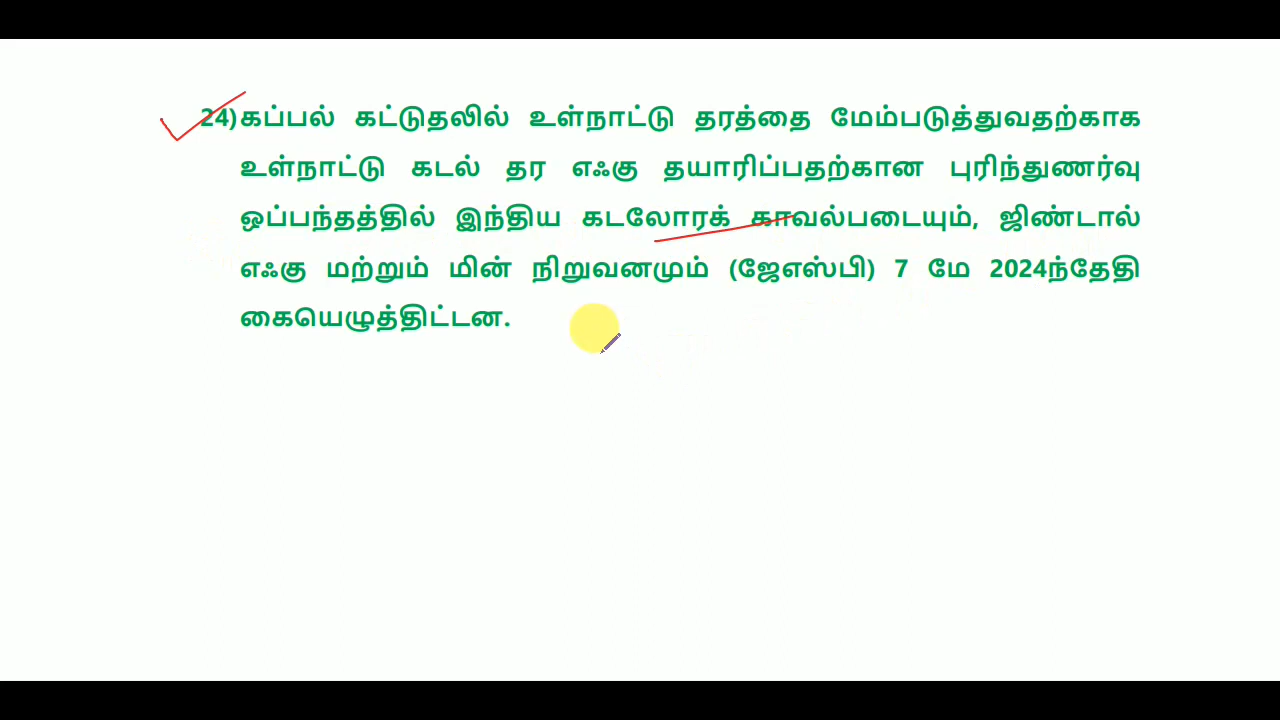 24)கப்பல் கட்டுதலில் உள்நாட்டு தரத்தை மேம்படுத்துவதற்காக
உள்நாட்டு கடல் தர எஃகு தயாரிப்பதற்கான புரிந்துணர்வு
ஒப்பந்தத்தில் இந்திய கடலோரக் காவல்படையும், ஜிண்டால்
எஃகு மற்றும் மின் நிறுவனமும் (ஜேஎஸ்பி) 7 மே 2024ந்தேதி
கையெழுத்திட்டன.